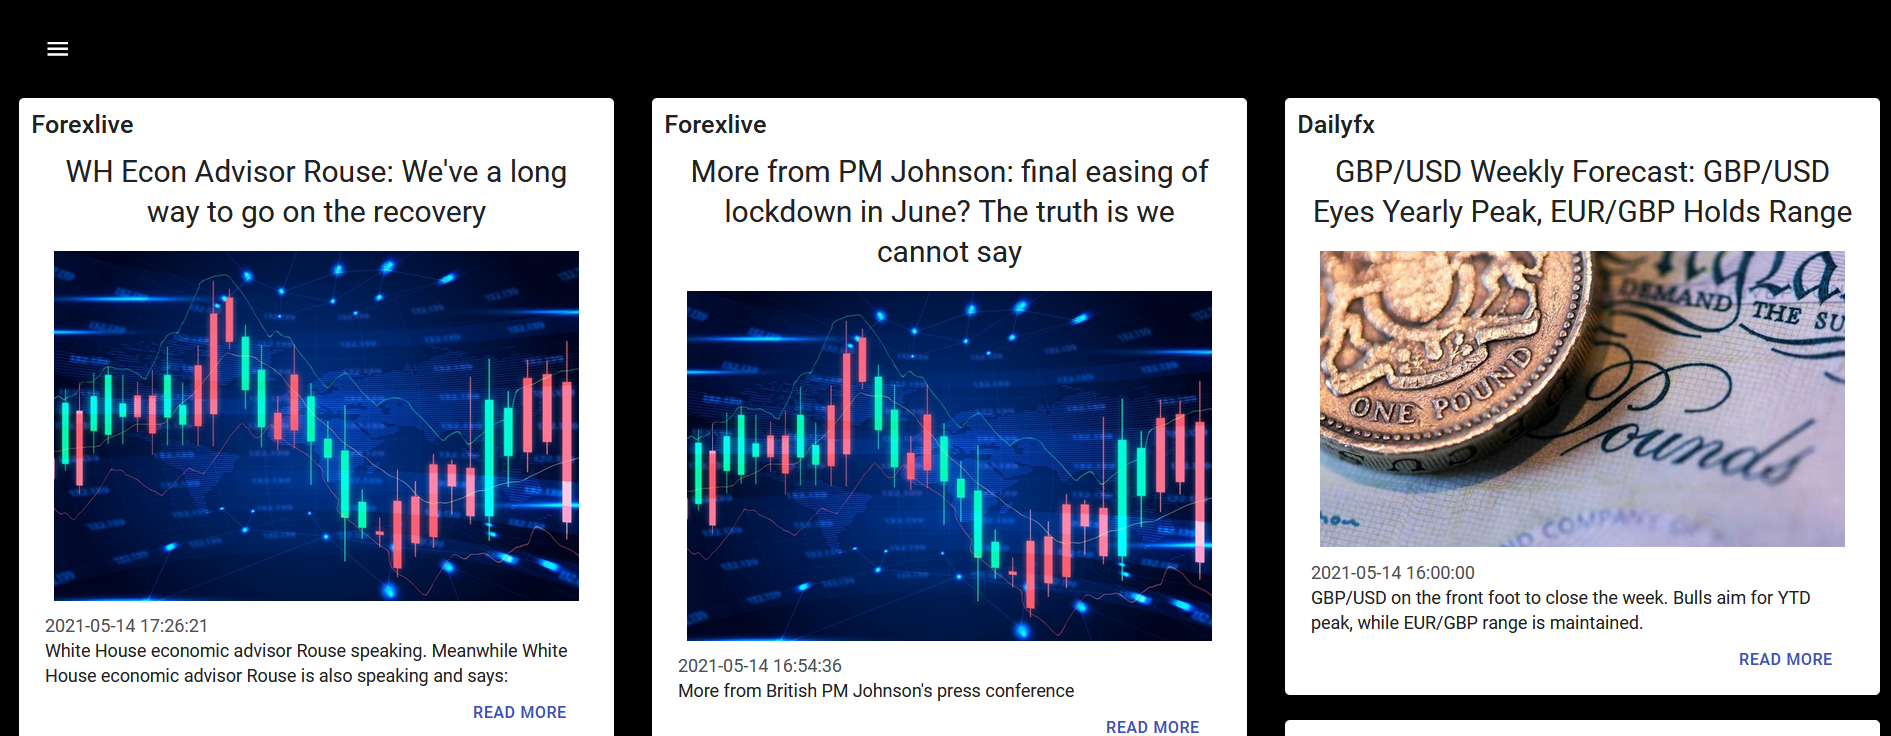 Forexlive
WH Econ Advisor Rouse: We've a long
way to go on the recovery
2021-05-14 17:26:21
White House economic advisor Rouse speaking. Meanwhile White
House economic advisor Rouse is also speaking and says:
READ MORE
Forexlive
More from PM Johnson: final easing of
lockdown in June? The truth is we
cannot say
2021-05-14 16:54:36
More from British PM Johnson's press conference
READ MORE
Dailyfx
GBP/USD Weekly Forecast: GBP/USD
Eyes Yearly Peak, EUR/GBP Holds Range
DEMAND THE SU
ONE POUND
Pounds
ND COMPANY OF
2021-05-14 16:00:00
GBP/USD on the front foot to close the week. Bulls aim for YTD
peak, while EUR/GBP range is maintained.
READ MORE